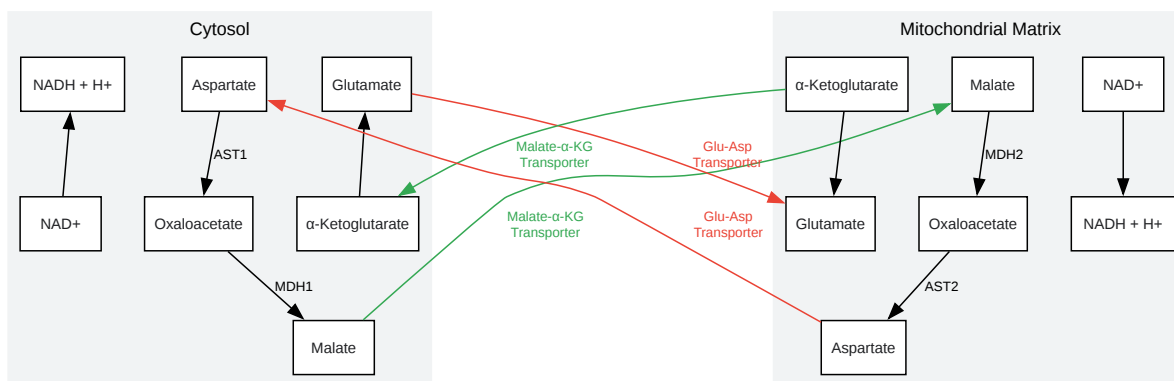 Cytosol
Mitochondrial Matrix
NADH + H+
Aspartate
Glutamate
α-Ketoglutarate
Malate
NAD+
AST1
Malate-α-KG
Transporter
Glu-Asp
Transporter
MDH2
NAD+
Oxaloacetate
α-Ketoglutarate
Malate-α-KG
Transporter
Glu-Asp
Transporter
Glutamate
Oxaloacetate
NADH + H+
MDH1
AST2
Malate
Aspartate